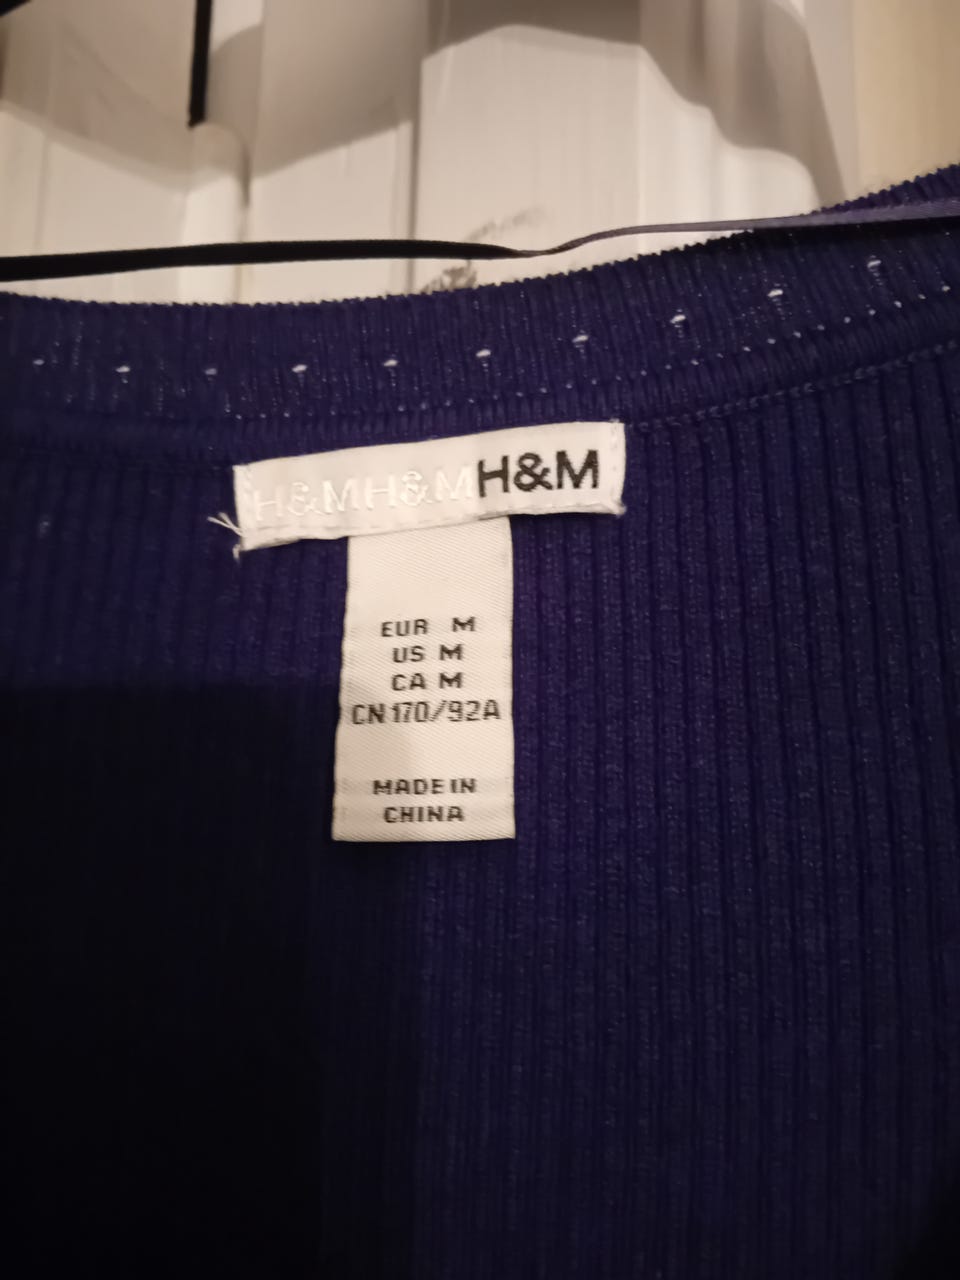 H&MH&MH&M
EUR M
US M
CA M
CN 170/92A
MADE IN
CHINA